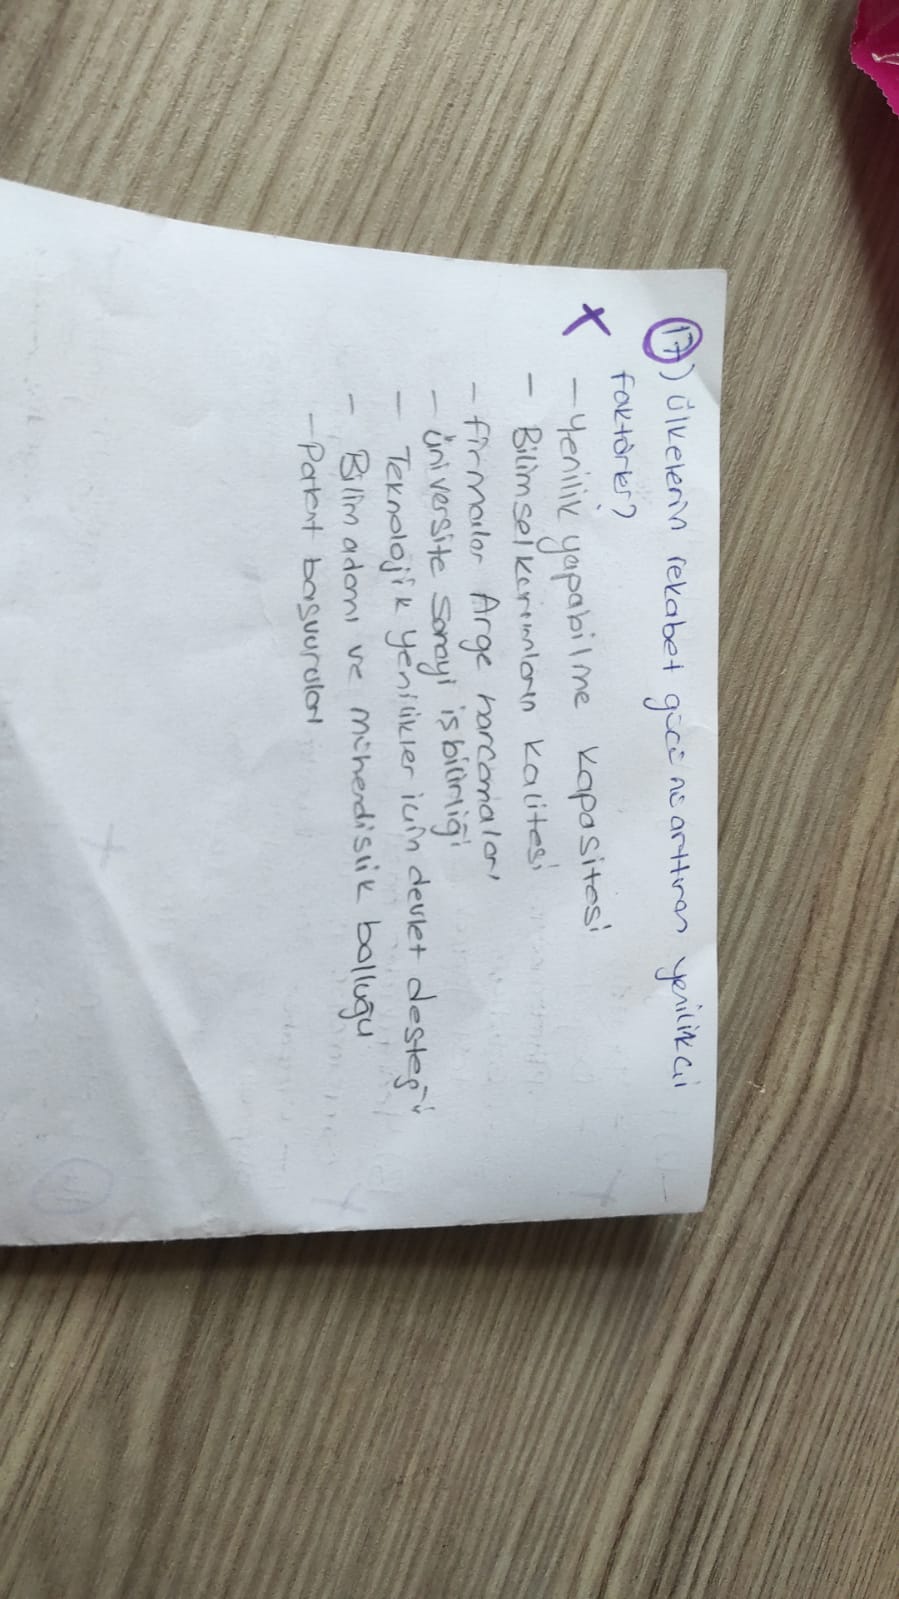 17) Ülkelerin rekabet gücünü arttıran yenilikçi
faktörler?
X – Yenilik yapabilme kapasitesi
– Bilimsel kurumların kalitesi
– firmalar Arge harcamaları
– üniversite sanayi işbilirliği
– Teknolojik Yenilikler için devlet desteği
– Bilim adamı ve mühendislik bolluğu
– Patent başvuruları